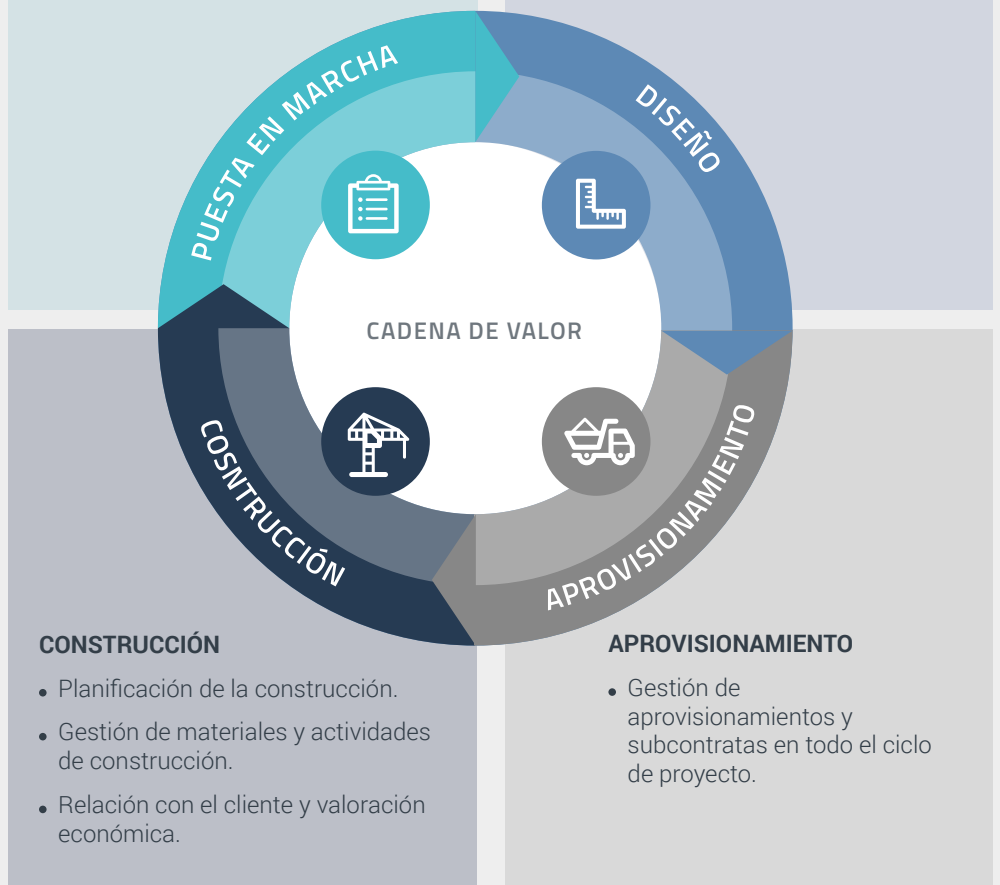 PUESTA EN MARCHA
DISEÑO
CADENA DE VALOR
COSNTRUCCIÓN
APROVISIONAMIENTO
CONSTRUCCIÓN
• Planificación de la construcción.
• Gestión de materiales y actividades
de construcción.
• Relación con el cliente y valoración
económica.
APROVISIONAMIENTO
• Gestión de
aprovisionamientos y
subcontratas en todo el ciclo
de proyecto.